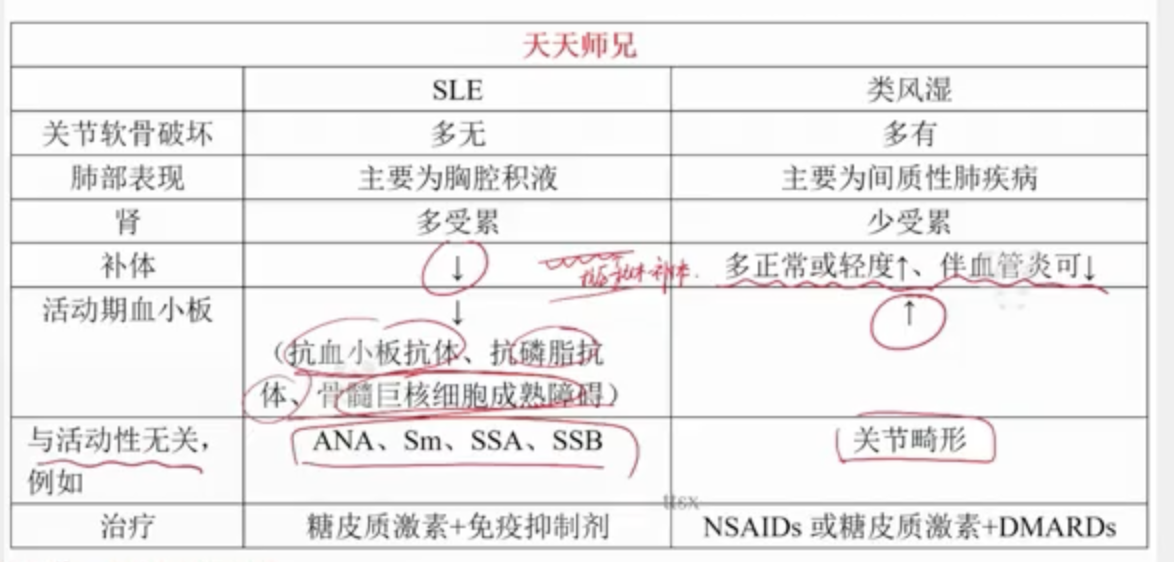 天天师兄
SLE 类风湿
关节软骨破坏 多无 多有
肺部表现 主要为胸腔积液 主要为间质性肺疾病
肾 多受累 少受累
补体 ↓ 多正常或轻度↑、伴血管炎可↓
活动期血小板 ↓ ↑
（抗血小板抗体、抗磷脂抗
体、骨髓巨核细胞成熟障碍）
与活动性无关， ANA、Sm、SSA、SSB 关节畸形
例如
治疗 糖皮质激素+免疫抑制剂 NSAIDs 或糖皮质激素+DMARDs